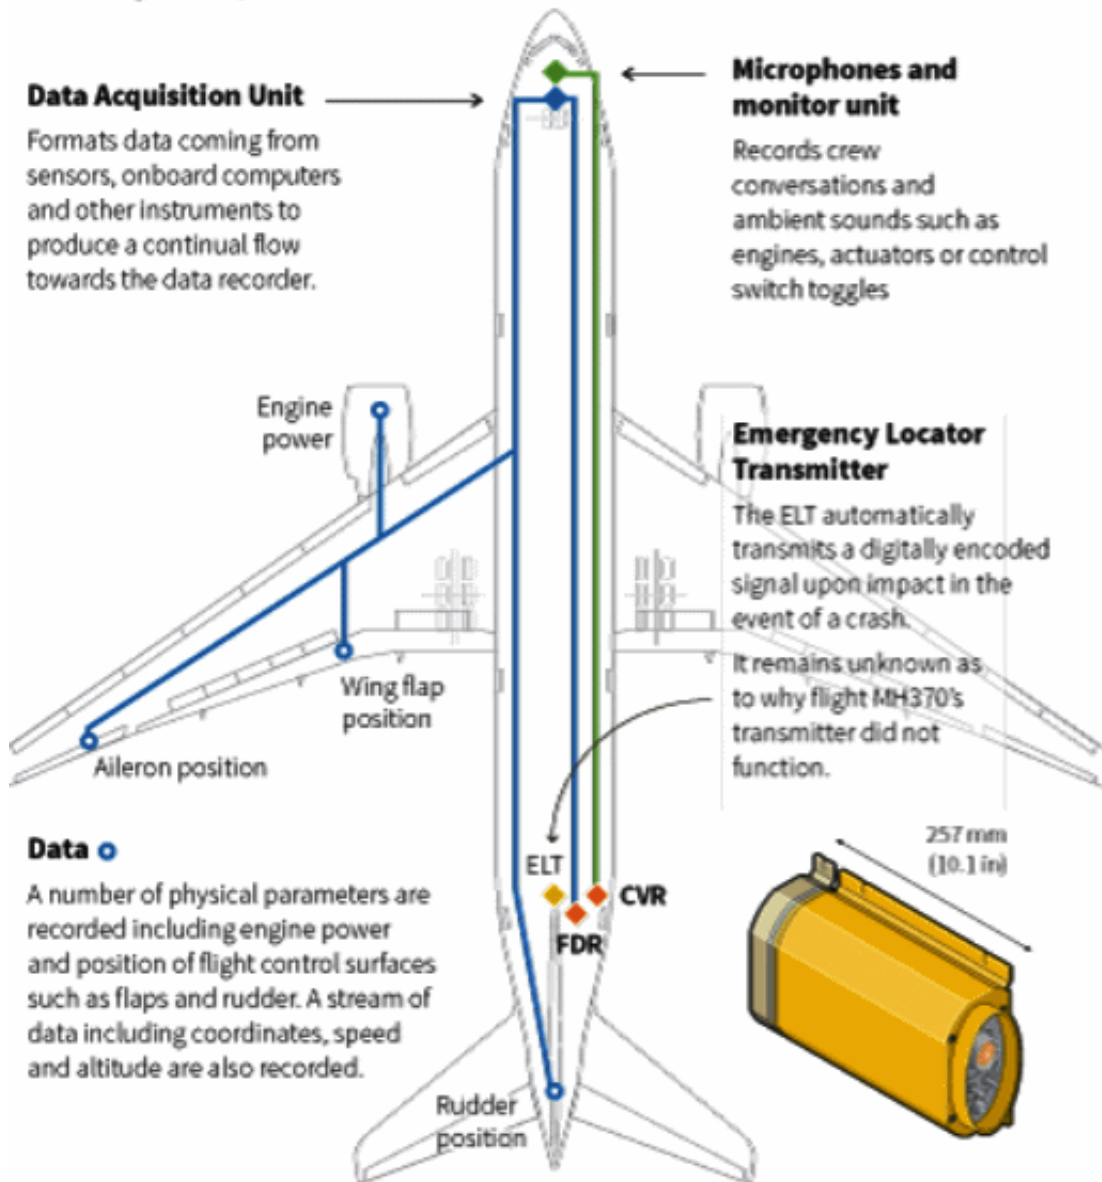 Data Acquisition Unit
Formats data coming from
sensors, onboard computers
and other instruments to
produce a continual flow
towards the data recorder.
Microphones and
monitor unit
Records crew
conversations and
ambient sounds such as
engines, actuators or control
switch toggles
Engine
power
Emergency Locator
Transmitter
The ELT automatically
transmits a digitally encoded
signal upon impact in the
event of a crash.
It remains unknown as
to why flight MH370's
transmitter did not
function.
Wing flap
position
Aileron position
Data
A number of physical parameters are
recorded including engine power
and position of flight control surfaces
such as flaps and rudder. A stream of
data including coordinates, speed
and altitude are also recorded.
ELT
CVR
FDR
257 mm
(10.1 in)
Rudder
position